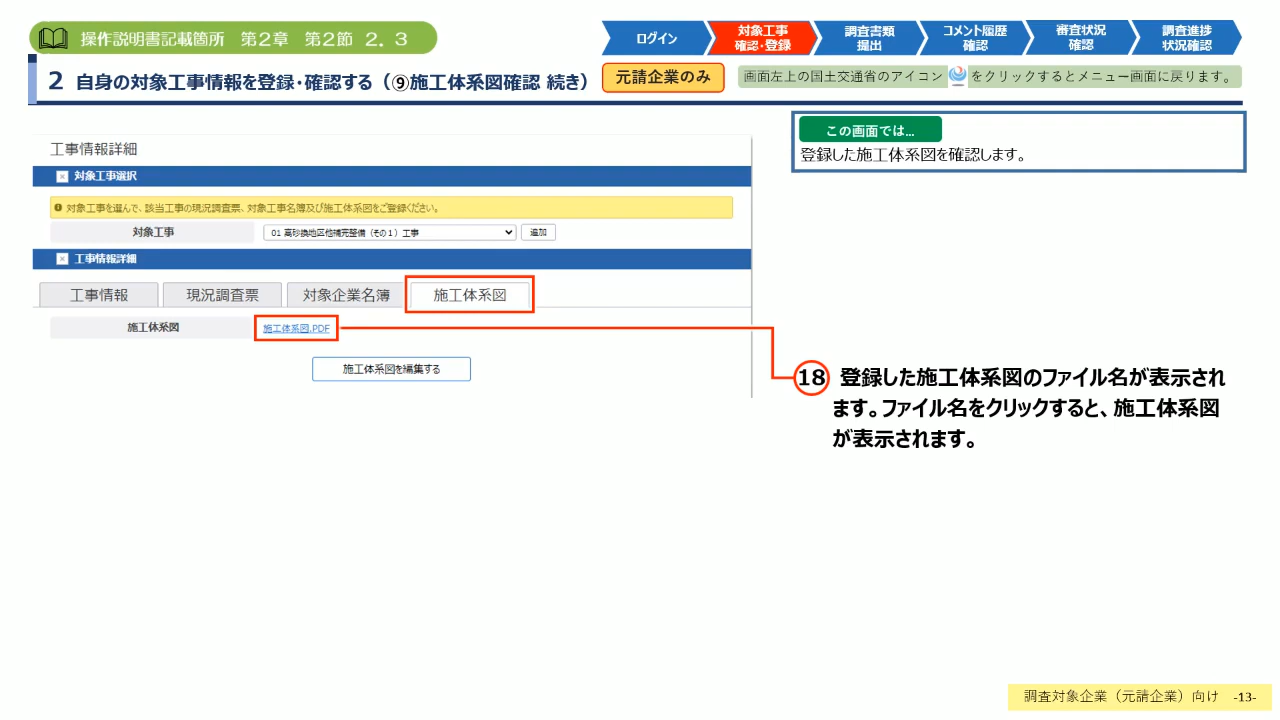 操作説明書記載箇所 第2章 第2節 2.3
ログイン
対象工事
確認・登録
調査書類
提出
コメント履歴
確認
審査状況
確認
調査進捗
状況確認
2 自身の対象工事情報を登録・確認する（⑨施工体系図確認 続き）
元請企業のみ
画面左上の国土交通省のアイコン をクリックするとメニュー画面に戻ります。
この画面では…
登録した施工体系図を確認します。
工事情報詳細
対象工事選択
対象工事を選んで、該当工事の現況調査票、対象工事名簿及び施工体系図をご登録ください。
対象工事
01 高砂換地区他補完整備（その1）工事
追加
工事情報詳細
工事情報
現況調査票
対象企業名簿
施工体系図
施工体系図
施工体系図.PDF
施工体系図を編集する
18 登録した施工体系図のファイル名が表示され
ます。ファイル名をクリックすると、施工体系図
が表示されます。
調査対象企業（元請企業）向け -13-